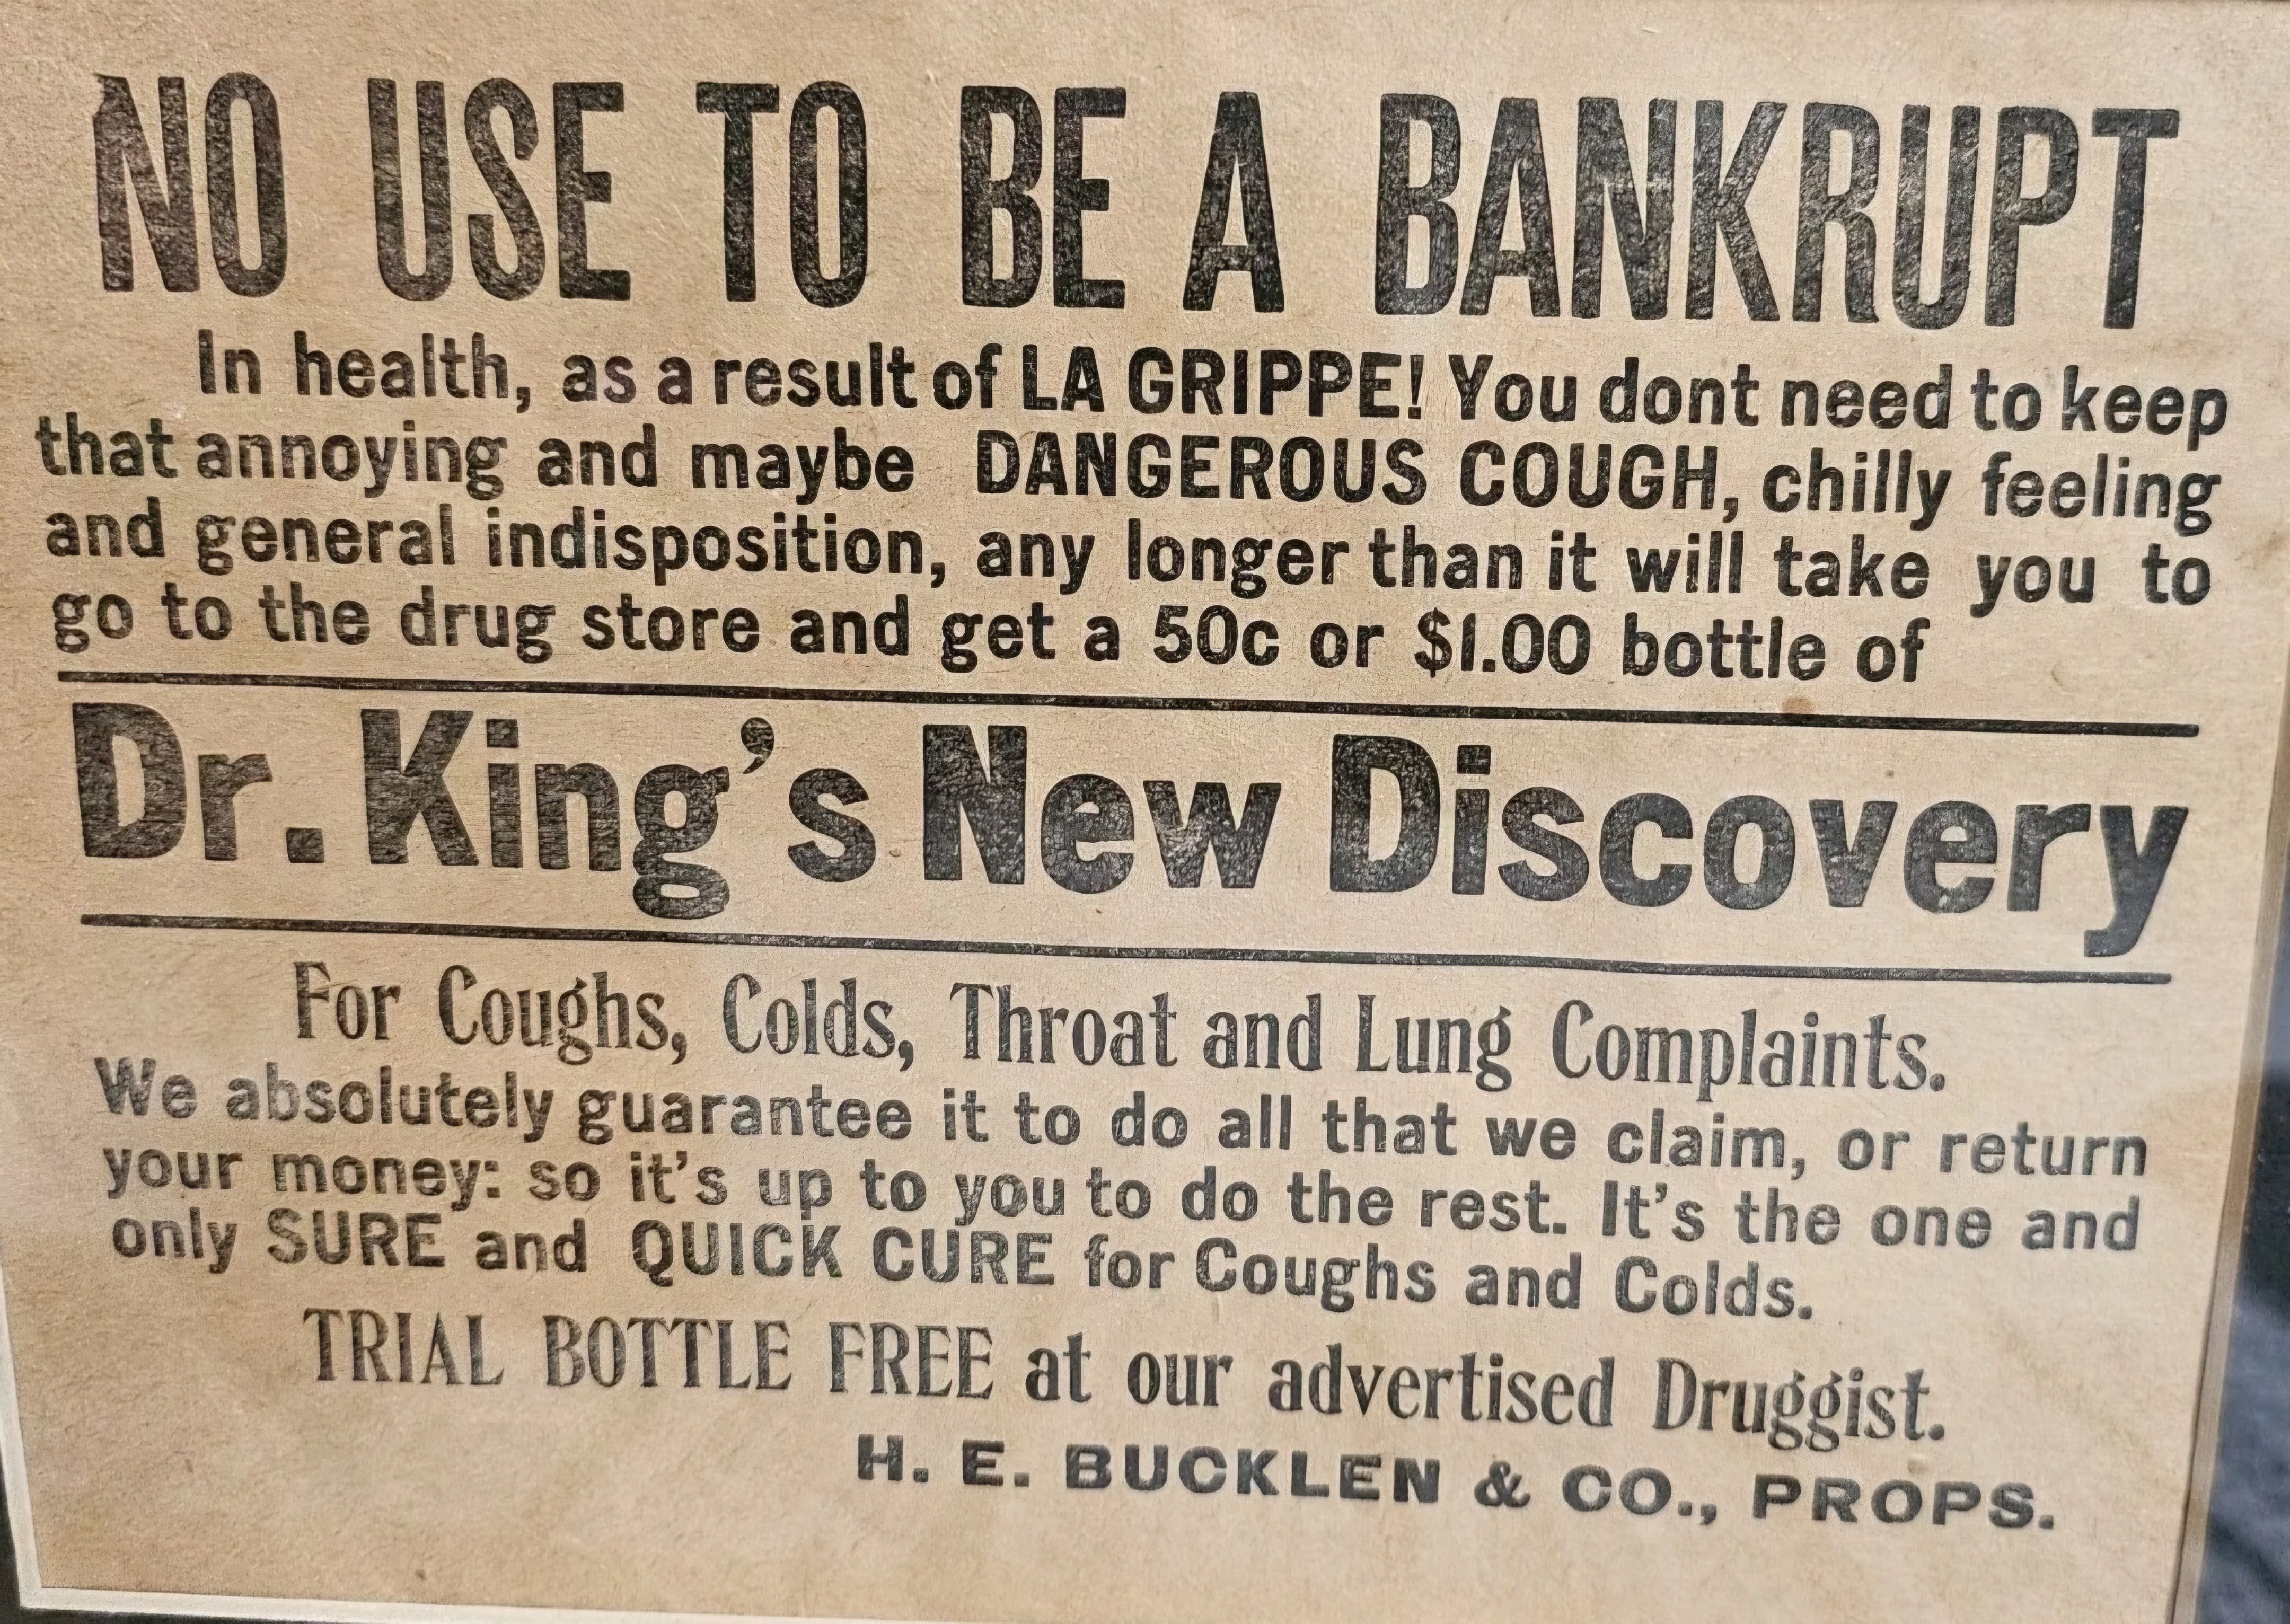 NO USE TO BE A BANKRUPT
In health, as a result of LA GRIPPE! You dont need to keep
that annoying and maybe DANGEROUS COUGH, chilly feeling
and general indisposition, any longer than it will take you to
go to the drug store and get a 50c or $1.00 bottle of
Dr. King's New Discovery
For Coughs, Colds, Throat and Lung Complaints.
We absolutely guarantee it to do all that we claim, or return
your money: so it's up to you to do the rest. It's the one and
only SURE and QUICK CURE for Coughs and Colds.
TRIAL BOTTLE FREE at our advertised Druggist.
H. E. BUCKLEN & CO., PROPS.